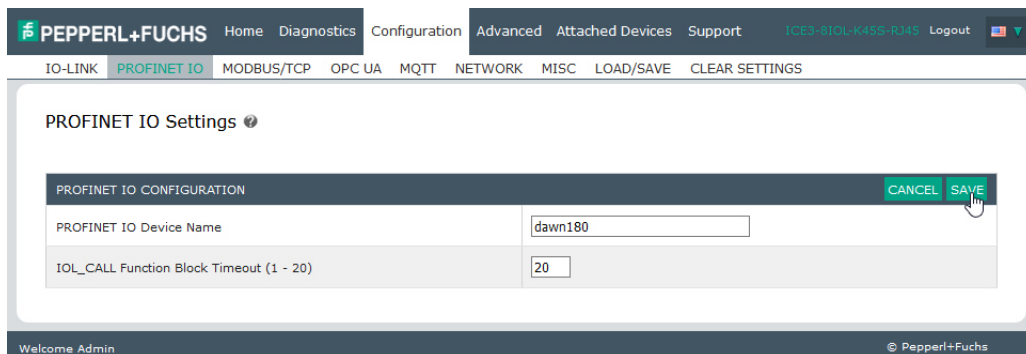 PEPPERL+FUCHS Home Diagnostics Configuration Advanced Attached Devices Support ICE3-8IOL-K45S-RJ45 Logout
IO-LINK PROFINET IO MODBUS/TCP OPC UA MQTT NETWORK MISC LOAD/SAVE CLEAR SETTINGS
PROFINET IO Settings
PROFINET IO CONFIGURATION CANCEL SAVE
PROFINET IO Device Name dawn180
IOL_CALL Function Block Timeout (1 - 20) 20
Welcome Admin © Pepperl+Fuchs